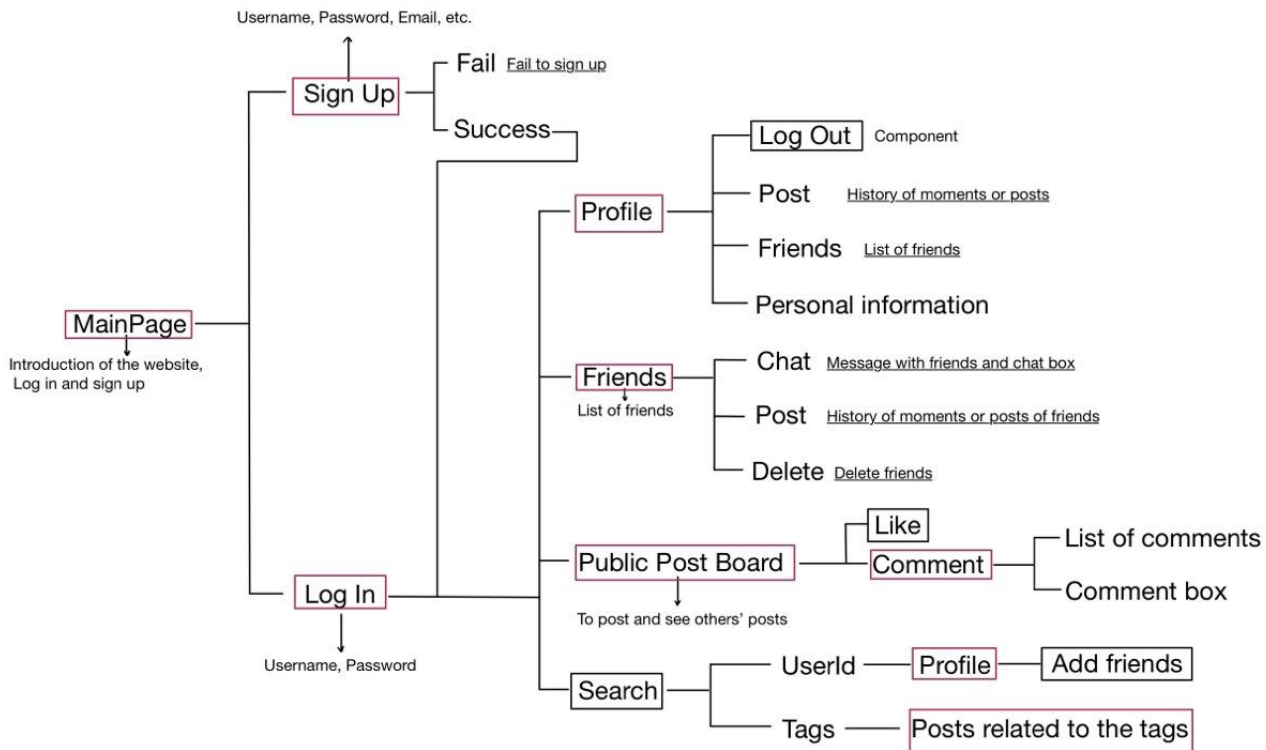 Username, Password, Email, etc.
Sign Up
Fail Fail to sign up
Success
MainPage
Introduction of the website,
Log in and sign up
Log In
Username, Password
Profile
Log Out Component
Post History of moments or posts
Friends List of friends
Personal information
Friends
List of friends
Chat Message with friends and chat box
Post History of moments or posts of friends
Delete Delete friends
Public Post Board
To post and see others’ posts
Like
Comment
List of comments
Comment box
Search
UserId
Profile
Add friends
Tags
Posts related to the tags